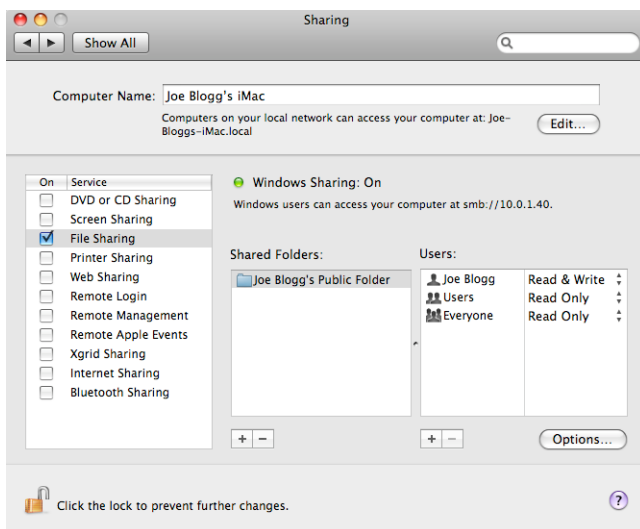 Sharing
Show All
Computer Name: Joe Blogg's iMac
Computers on your local network can access your computer at: Joe-
Bloggs-iMac.local
Edit...
On Service
DVD or CD Sharing
Screen Sharing
File Sharing
Printer Sharing
Web Sharing
Remote Login
Remote Management
Remote Apple Events
Xgrid Sharing
Internet Sharing
Bluetooth Sharing
Windows Sharing: On
Windows users can access your computer at smb://10.0.1.40.
Shared Folders:
Joe Blogg's Public Folder
Users:
Joe Blogg Read & Write
Users Read Only
Everyone Read Only
+ −
+ −
Options...
Click the lock to prevent further changes.
?